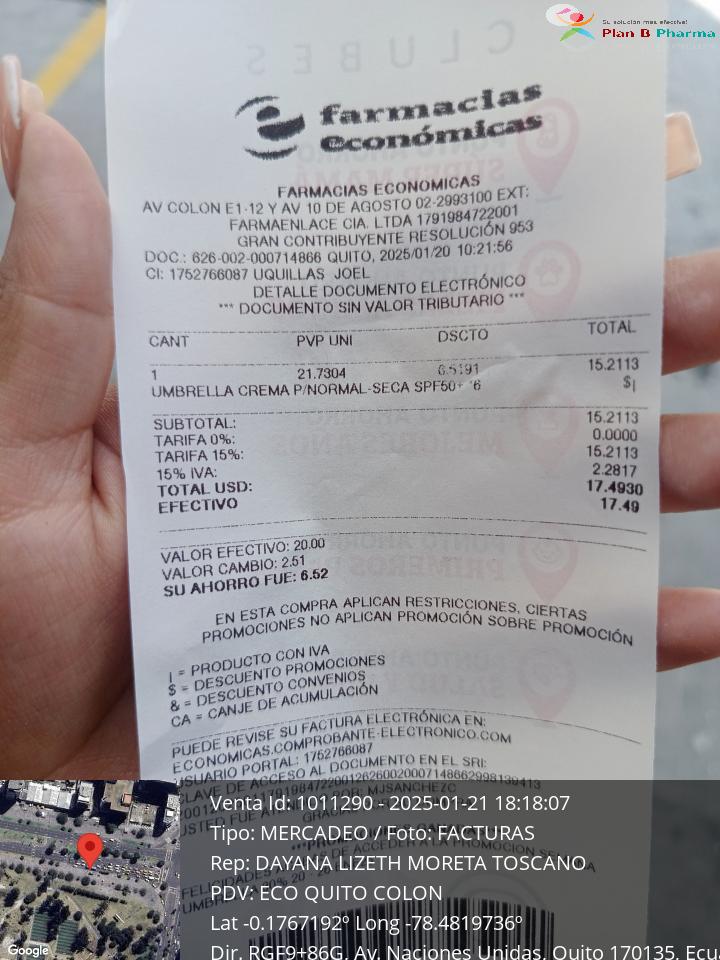 Su solución mas efectiva!
Plan B Pharma
CLUBES
farmacias
económicas
FARMACIAS ECONOMICAS
AV COLON E1-12 Y AV 10 DE AGOSTO 02-2993100 EXT:
FARMAENLACE CIA. LTDA 1791984722001
GRAN CONTRIBUYENTE RESOLUCIÓN 953
DOC.: 626-002-000714866 QUITO, 2025/01/20 10:21:56
CI: 1752766087 UQUILLAS JOEL
DETALLE DOCUMENTO ELECTRÓNICO
*** DOCUMENTO SIN VALOR TRIBUTARIO ***
CANT PVP UNI DSCTO TOTAL
1 21.7304 6.5191 15.2113
UMBRELLA CREMA P/NORMAL-SECA SPF50+ $|
SUBTOTAL: 15.2113
TARIFA 0%: 0.0000
TARIFA 15%: 15.2113
15% IVA: 2.2817
TOTAL USD: 17.4930
EFECTIVO 17.49
VALOR EFECTIVO: 20.00
VALOR CAMBIO: 2.51
SU AHORRO FUE: 6.52
EN ESTA COMPRA APLICAN RESTRICCIONES, CIERTAS
PROMOCIONES NO APLICAN PROMOCIÓN SOBRE PROMOCIÓN
| = PRODUCTO CON IVA
$ = DESCUENTO PROMOCIONES
& = DESCUENTO CONVENIOS
CA = CANJE DE ACUMULACIÓN
PUEDE REVISE SU FACTURA ELECTRÓNICA EN:
ECONOMICAS.COMPROBANTE-ELECTRONICO.COM
USUARIO PORTAL: 1752766087
CLAVE DE ACCESO AL DOCUMENTO EN EL SRI:
Venta Id: 1011290 - 2025-01-21 18:18:07
Tipo: MERCADEO / Foto: FACTURAS
Rep: DAYANA LIZETH MORETA TOSCANO
PDV: ECO QUITO COLON
Lat -0.1767192º Long -78.4819736º
Dir. RGF9+86G, Av. Naciones Unidas, Quito 170135, Ecu
Google